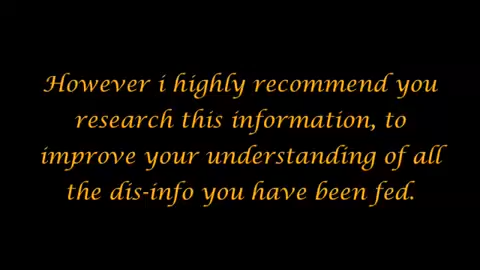 However i highly recommend you
research this information, to
improve your understanding of all
the dis-info you have been fed.